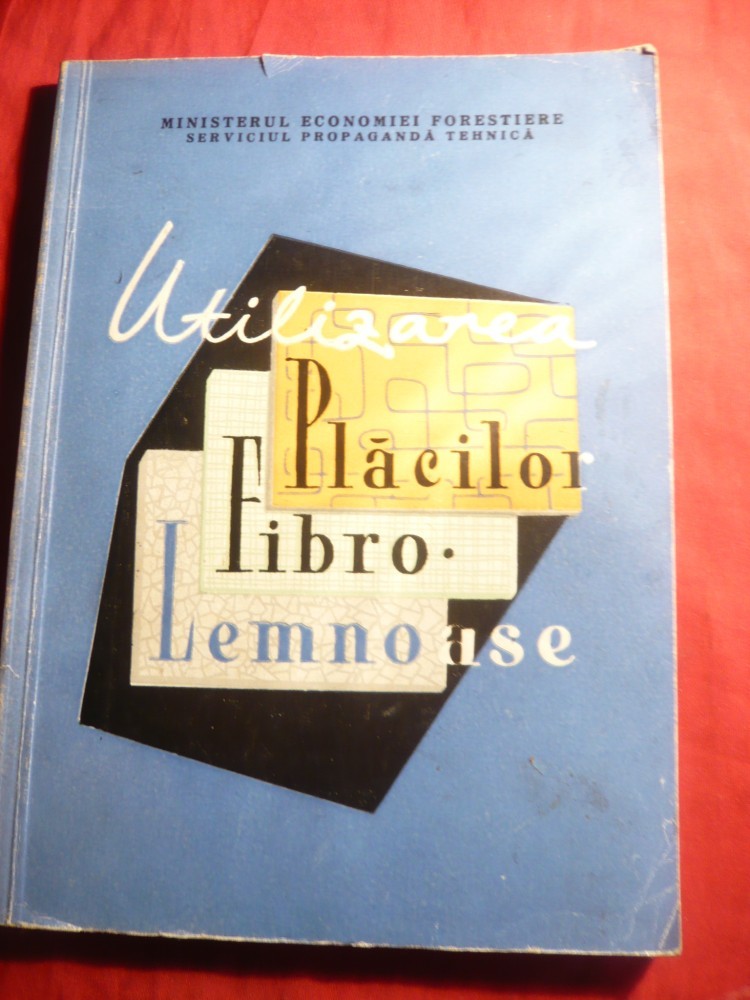 MINISTERUL ECONOMIEI FORESTIERE
SERVICIUL PROPAGANDĂ TEHNICĂ
Utilizarea
Plăcilor
Fibro.
Lemnoase